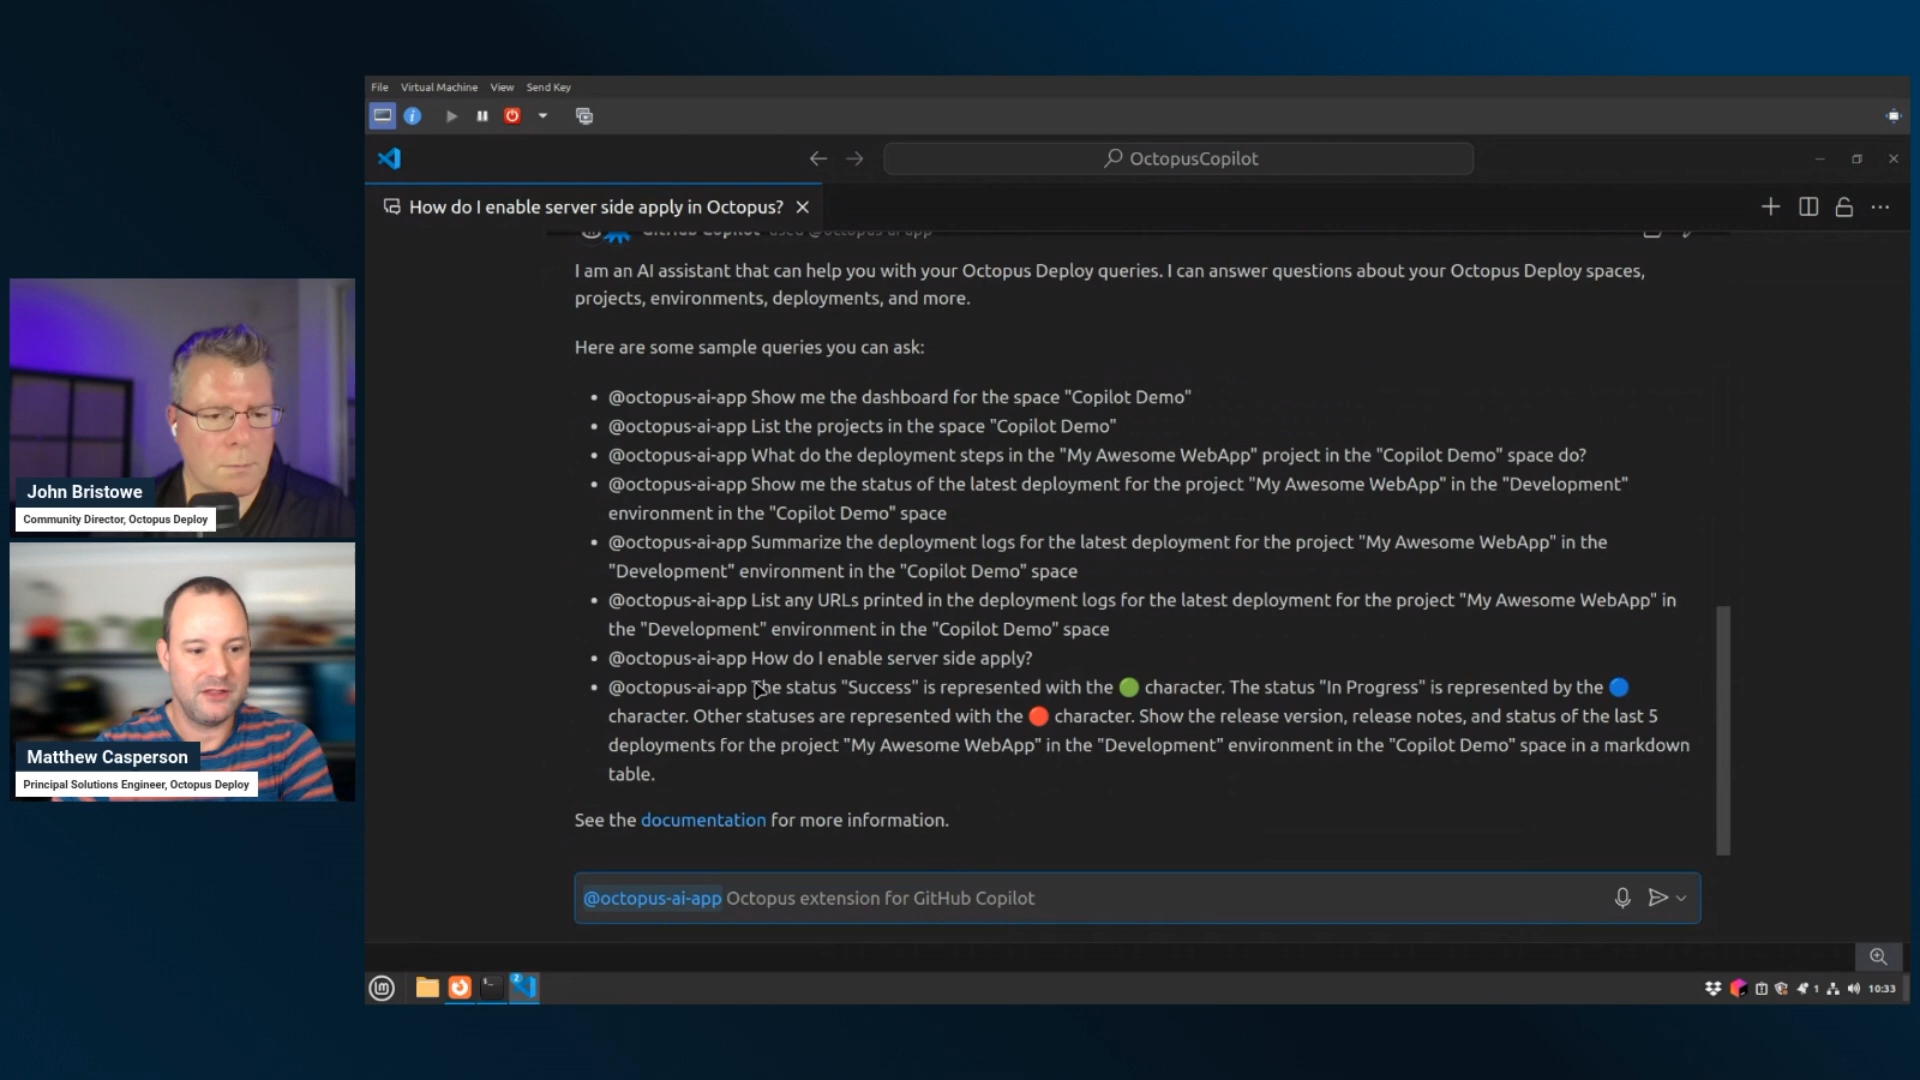 File Virtual Machine View Send Key
OctopusCopilot
How do I enable server side apply in Octopus?
GitHub Copilot used @octopus-ai-app
I am an AI assistant that can help you with your Octopus Deploy queries. I can answer questions about your Octopus Deploy spaces,
projects, environments, deployments, and more.
Here are some sample queries you can ask:
• @octopus-ai-app Show me the dashboard for the space "Copilot Demo"
• @octopus-ai-app List the projects in the space "Copilot Demo"
• @octopus-ai-app What do the deployment steps in the "My Awesome WebApp" project in the "Copilot Demo" space do?
• @octopus-ai-app Show me the status of the latest deployment for the project "My Awesome WebApp" in the "Development"
environment in the "Copilot Demo" space
• @octopus-ai-app Summarize the deployment logs for the latest deployment for the project "My Awesome WebApp" in the
"Development" environment in the "Copilot Demo" space
• @octopus-ai-app List any URLs printed in the deployment logs for the latest deployment for the project "My Awesome WebApp" in
the "Development" environment in the "Copilot Demo" space
• @octopus-ai-app How do I enable server side apply?
• @octopus-ai-app The status "Success" is represented with the 🟢 character. The status "In Progress" is represented by the 🔵
character. Other statuses are represented with the 🔴 character. Show the release version, release notes, and status of the last 5
deployments for the project "My Awesome WebApp" in the "Development" environment in the "Copilot Demo" space in a markdown
table.
See the documentation for more information.
@octopus-ai-app Octopus extension for GitHub Copilot
2
1 10:33
John Bristowe
Community Director, Octopus Deploy
Matthew Casperson
Principal Solutions Engineer, Octopus Deploy